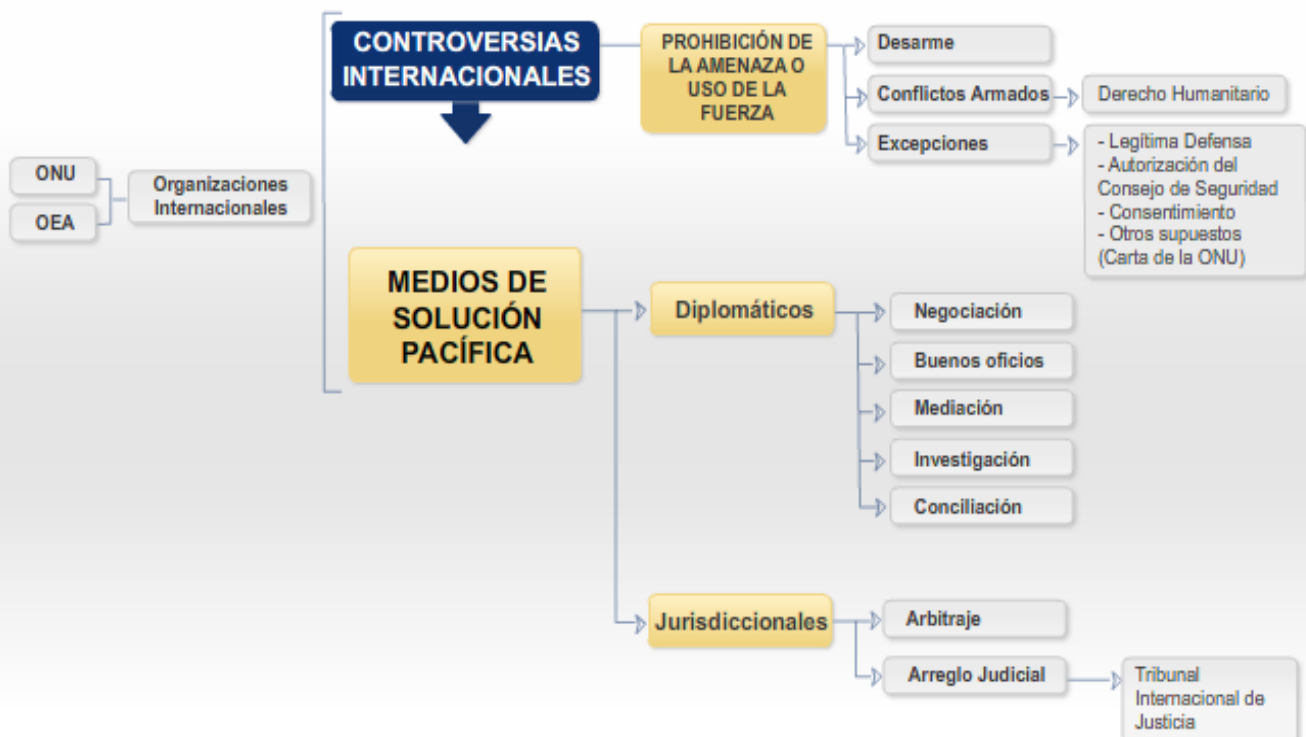 CONTROVERSIAS
INTERNACIONALES
PROHIBICIÓN DE
LA AMENAZA O
USO DE LA
FUERZA
Desarme
Conflictos Armados
Derecho Humanitario
Excepciones
- Legítima Defensa
- Autorización del
Consejo de Seguridad
- Consentimiento
- Otros supuestos
(Carta de la ONU)
ONU
OEA
Organizaciones
Internacionales
MEDIOS DE
SOLUCIÓN
PACÍFICA
Diplomáticos
Negociación
Buenos oficios
Mediación
Investigación
Conciliación
Jurisdiccionales
Arbitraje
Arreglo Judicial
Tribunal
Internacional de
Justicia